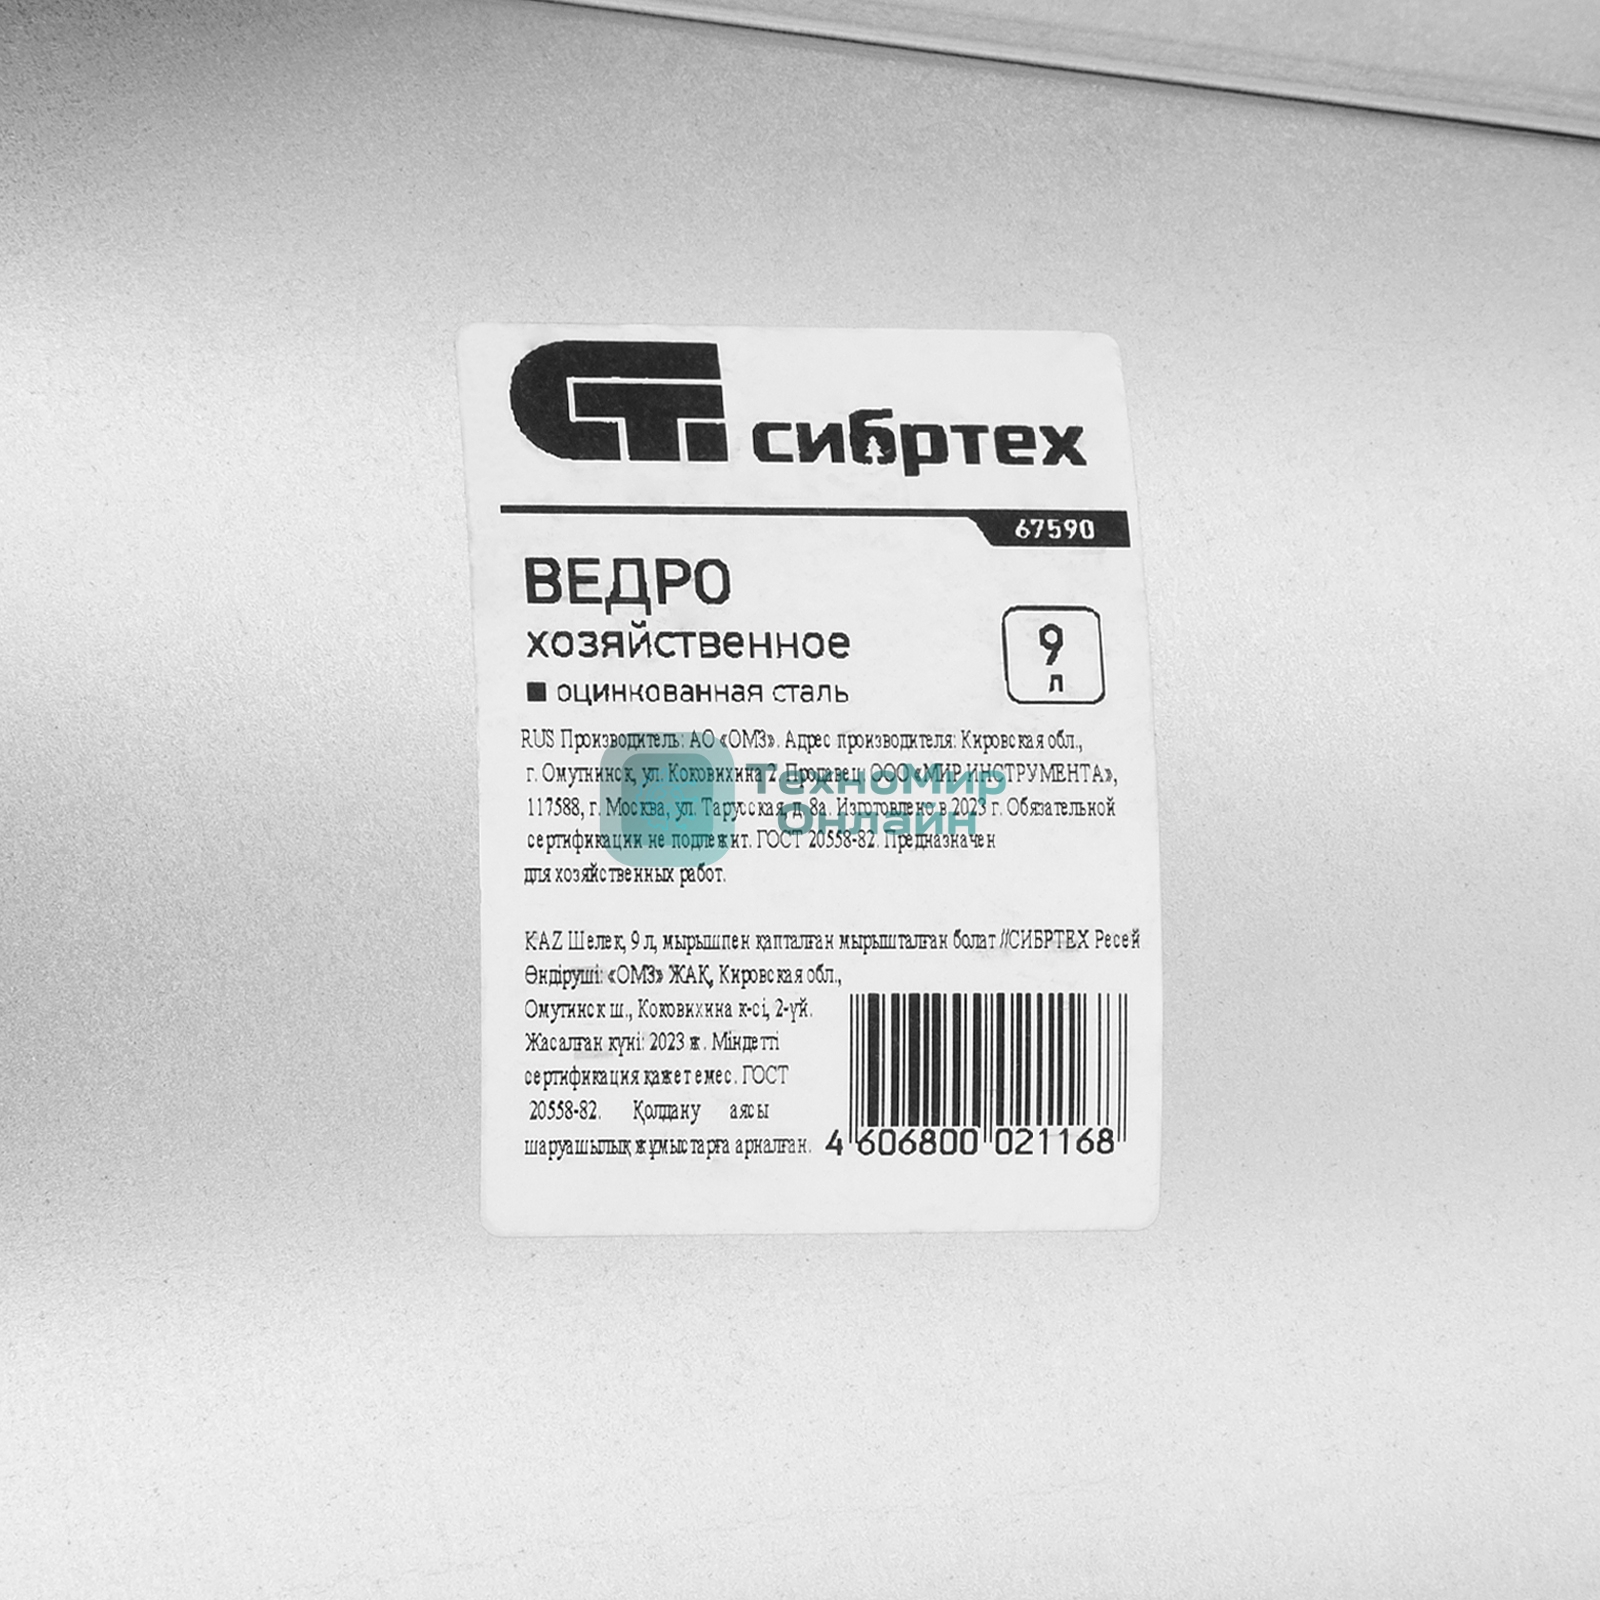 СТ сибртех
67590
ВЕДРО
хозяйственное
9
л
■ оцинкованная сталь
RUS Производитель: АО «ОМЗ». Адрес производителя: Кировская обл.,
г. Омутнинск, ул. Коковихина 2. Продавец: ООО «МИР ИНСТРУМЕНТА»,
117588, г. Москва, ул. Тарусская, д. 8а. Изготовлено в 2023 г. Обязательной
сертификации не подлежит. ГОСТ 20558-82. Предназначен
для хозяйственных работ.
ТехноМир
Онлайн
KAZ Шелек, 9 л, мырышпен қапталған мырышталған болат //СИБРТЕХ Ресей
Өндіруші: «ОМЗ» ЖАҚ, Кировская обл.,
Омутинск ш., Коковихина к-сі, 2-үй.
Жасалған күні: 2023 ж. Міндетті
сертификация қажет емес. ГОСТ
20558-82. Қолдану аясы
шаруашылық жұмыстарға арналған.
4 606800 021168